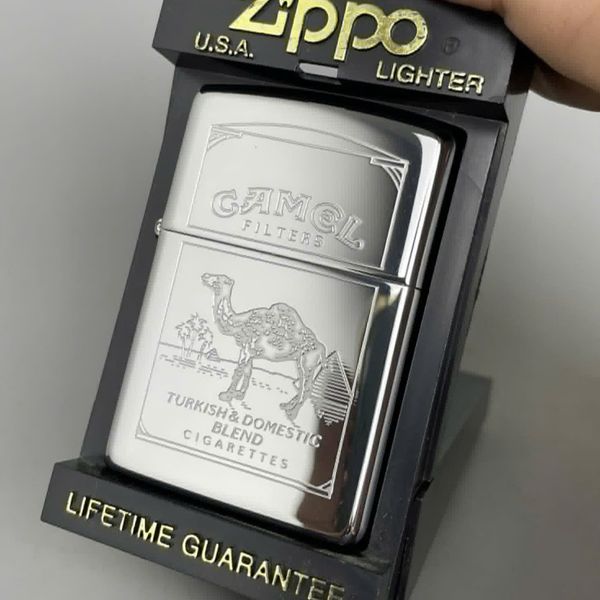 Zippo
U.S.A.
LIGHTER
CAMEL
FILTERS
TURKISH & DOMESTIC
BLEND
CIGARETTES
LIFETIME GUARANTEE